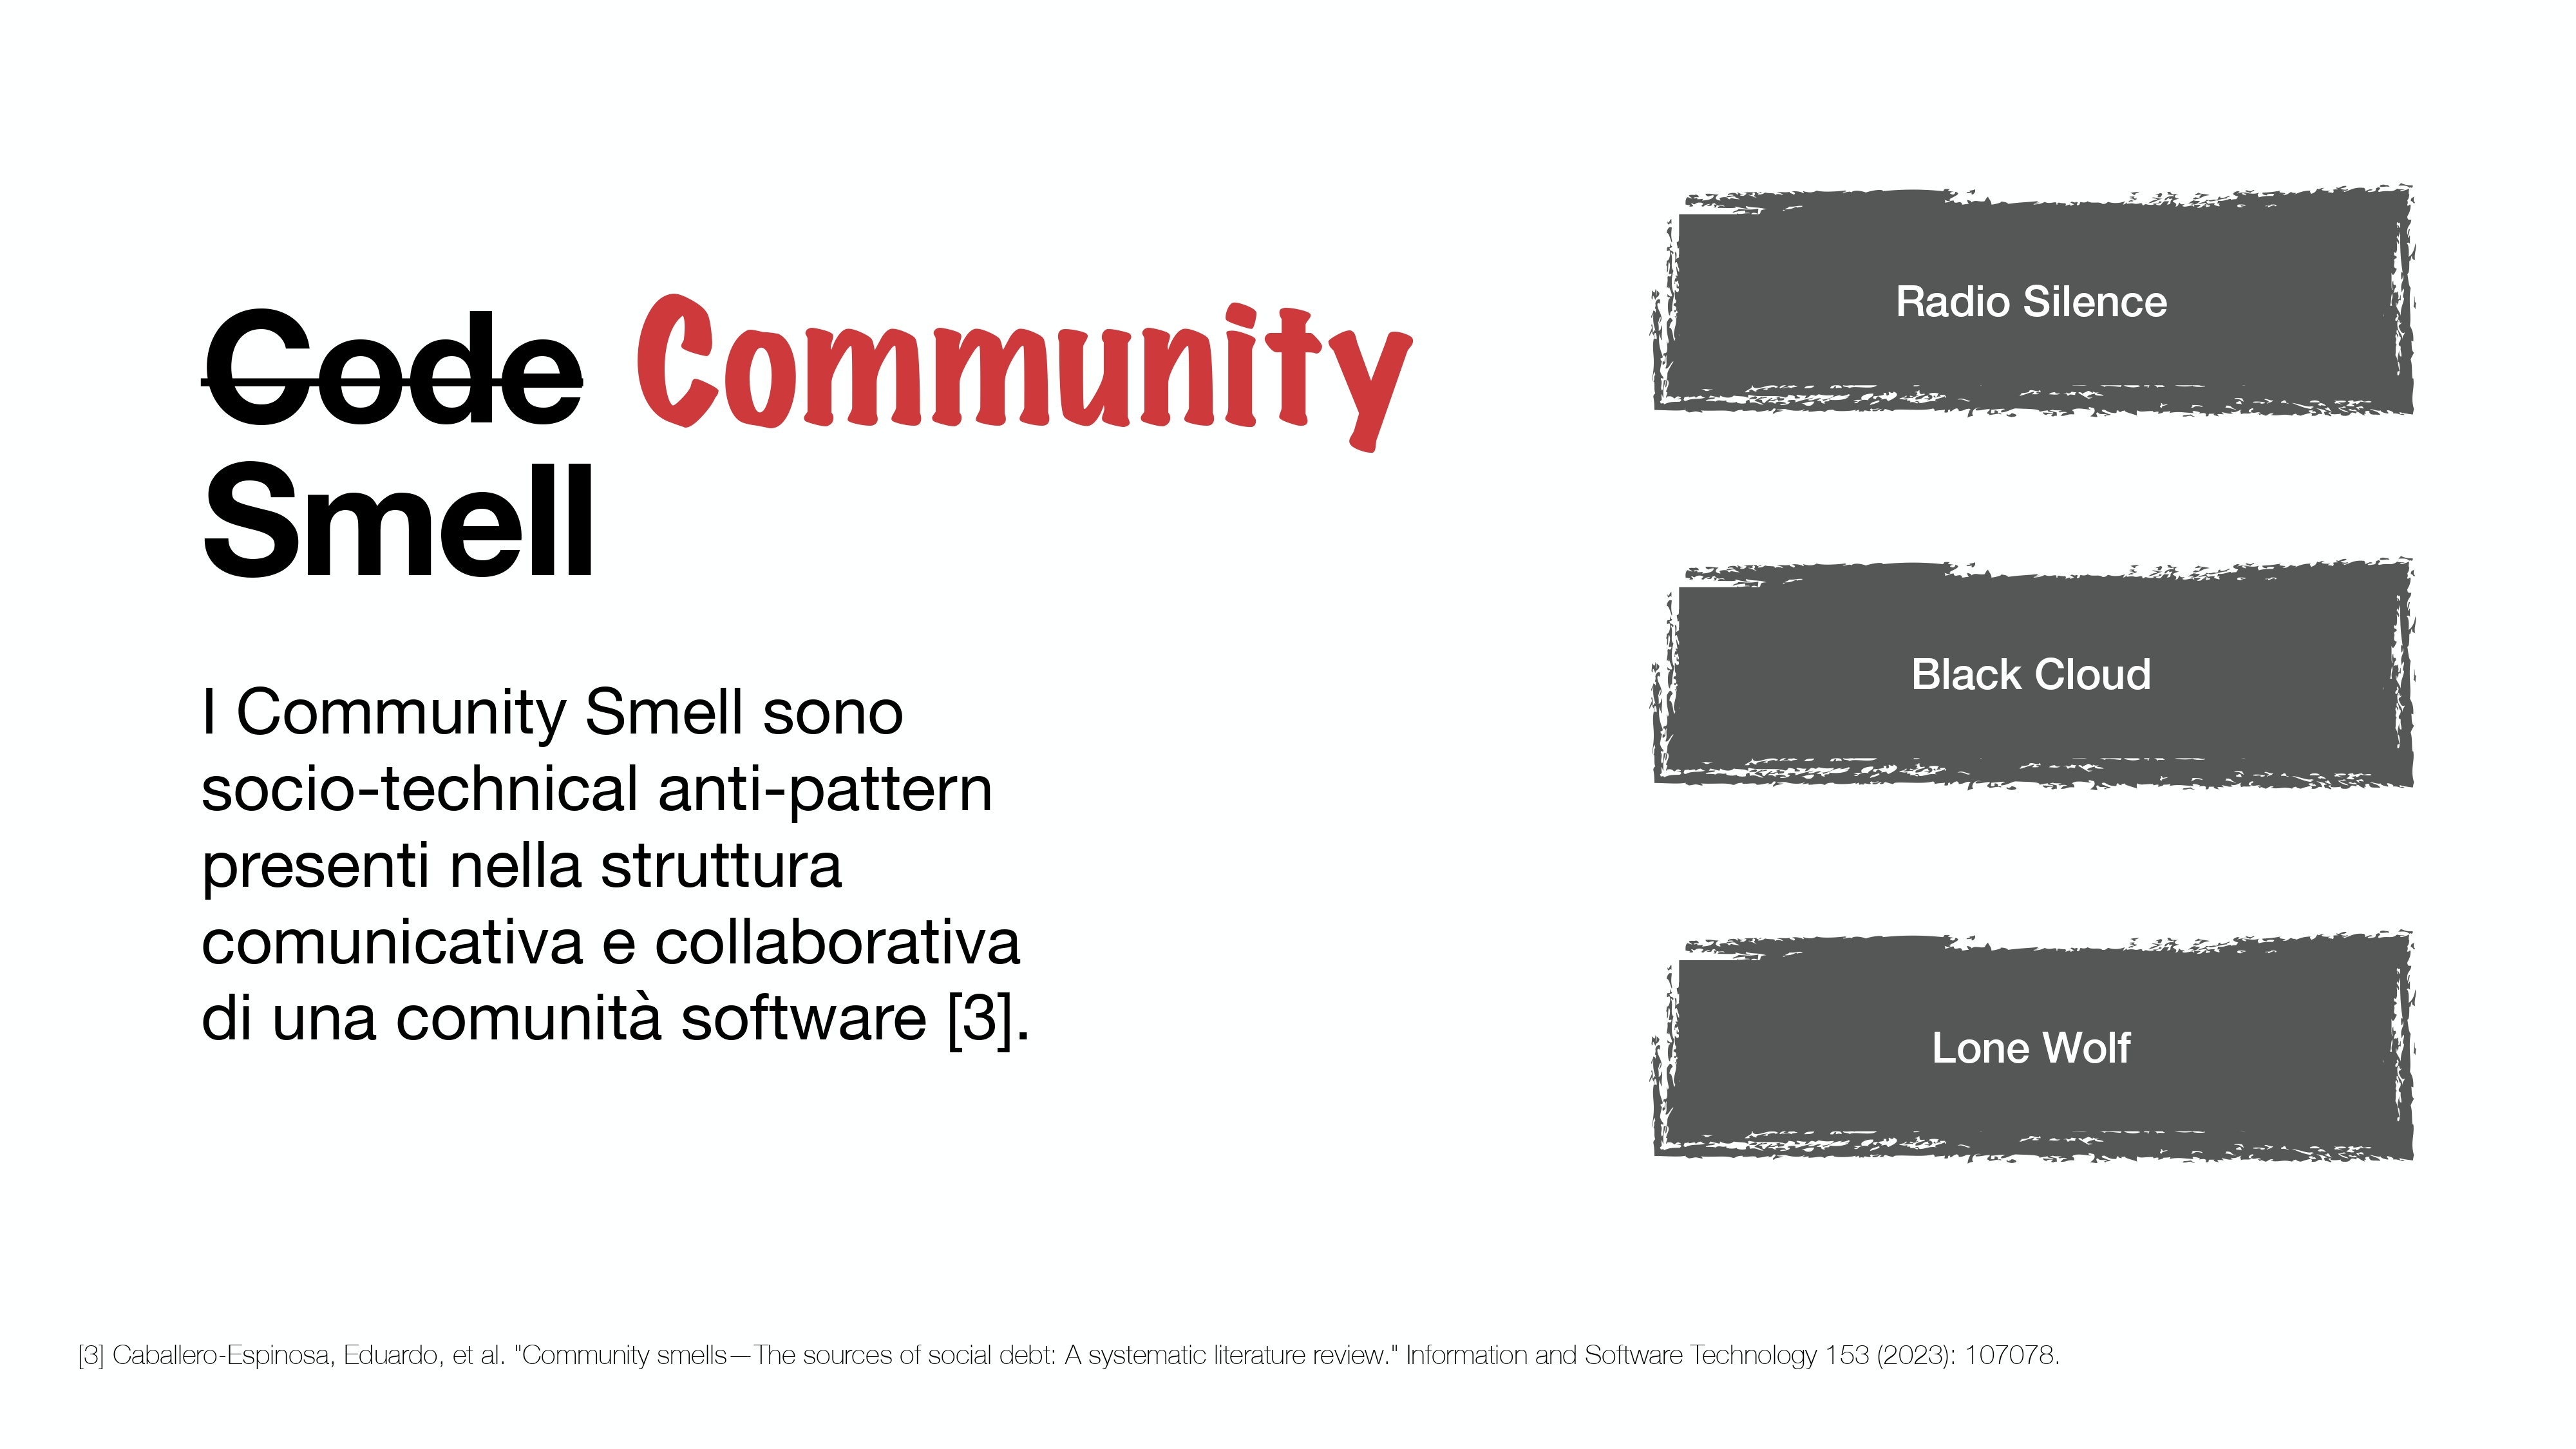 Code Community
Smell
I Community Smell sono
socio-technical anti-pattern
presenti nella struttura
comunicativa e collaborativa
di una comunità software [3].
Radio Silence
Black Cloud
Lone Wolf
[3] Caballero-Espinosa, Eduardo, et al. "Community smells—The sources of social debt: A systematic literature review." Information and Software Technology 153 (2023): 107078.